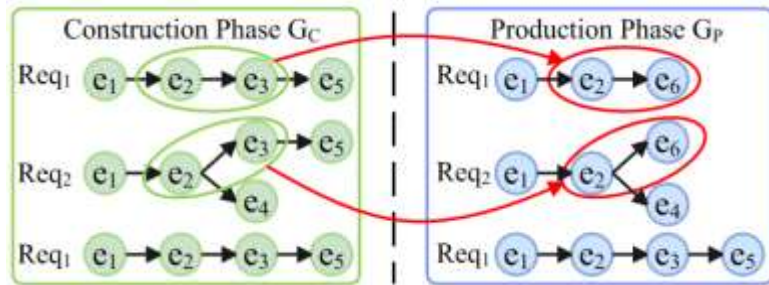 Construction Phase G_C
Production Phase G_P
Req₁ e₁ e₂ e₃ e₅
Req₁ e₁ e₂ e₆
e₃ e₅
e₆
Req₂ e₁ e₂
Req₂ e₁ e₂
e₄
e₄
Req₁ e₁ e₂ e₃ e₅
Req₁ e₁ e₂ e₃ e₅